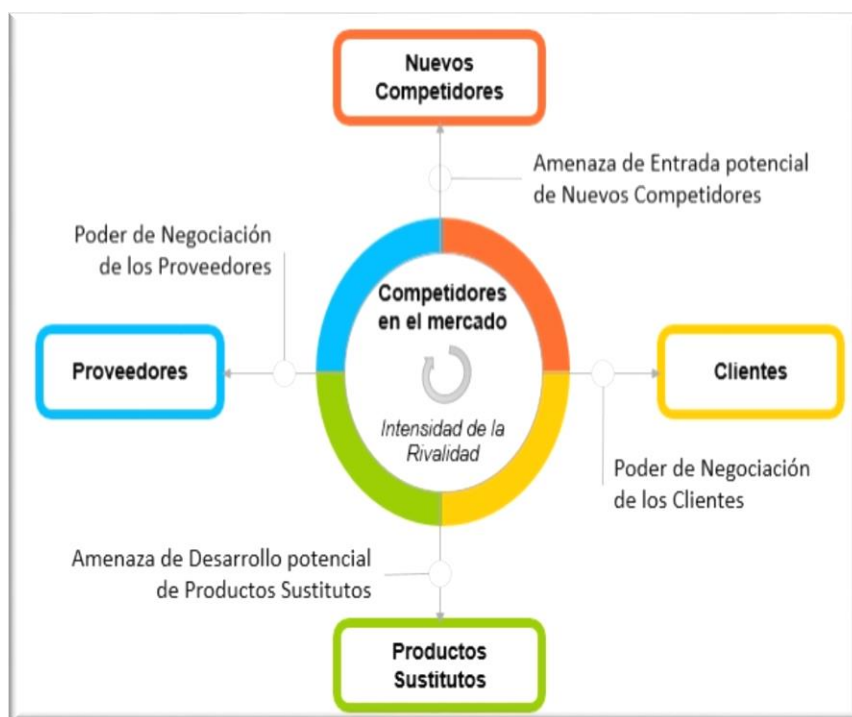 Nuevos
Competidores
Amenaza de Entrada potencial
de Nuevos Competidores
Poder de Negociación
de los Proveedores
Competidores
en el mercado
Proveedores
Clientes
Intensidad de la
Rivalidad
Poder de Negociación
de los Clientes
Amenaza de Desarrollo potencial
de Productos Sustitutos
Productos
Sustitutos